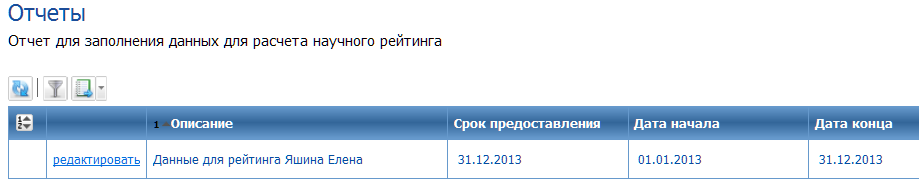 Отчеты
Отчет для заполнения данных для расчета научного рейтинга
1 Описание Срок предоставления Дата начала Дата конца
редактировать Данные для рейтинга Яшина Елена 31.12.2013 01.01.2013 31.12.2013